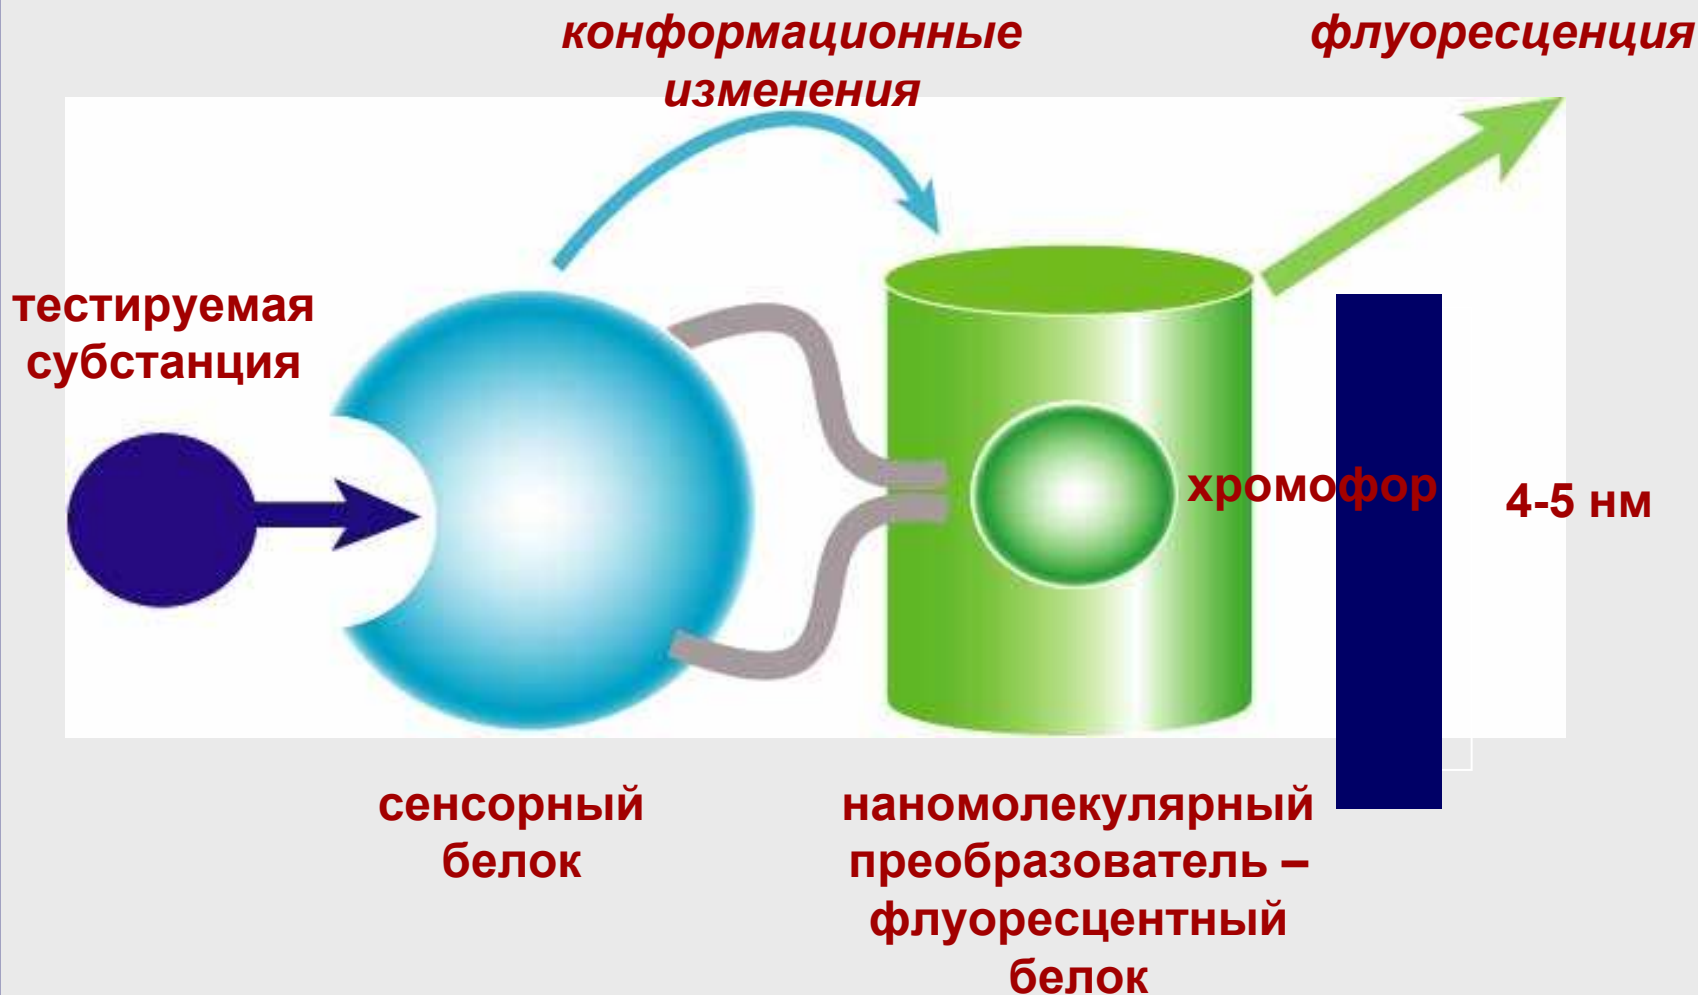 конформационные
изменения
флуоресценция
тестируемая
субстанция
хромофор
4-5 нм
сенсорный
белок
наномолекулярный
преобразователь –
флуоресцентный
белок